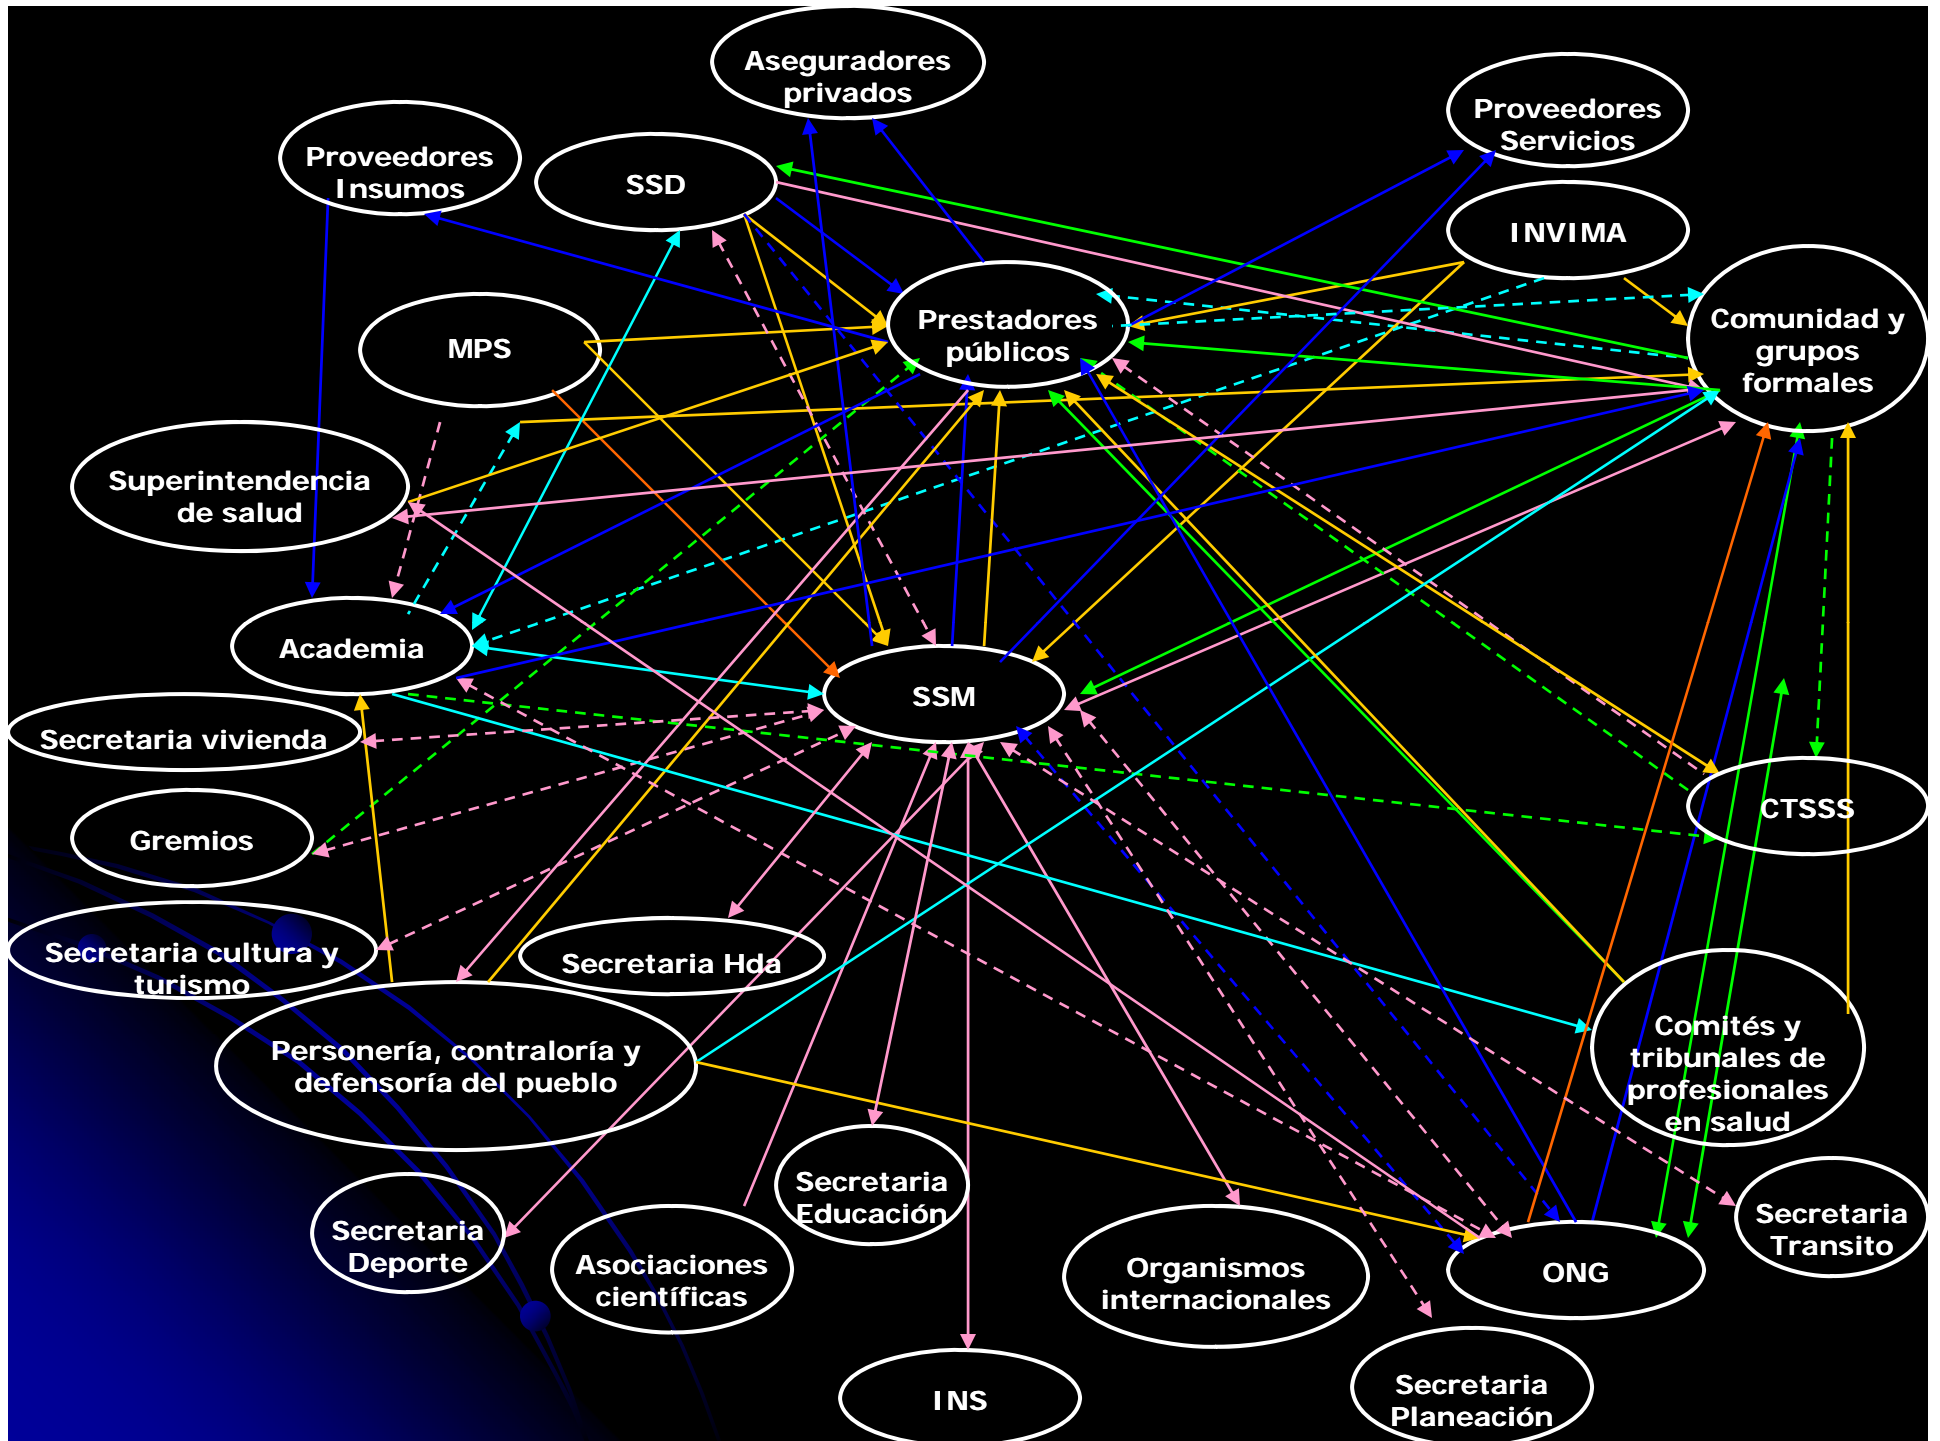 Aseguradores
privados
Proveedores
Servicios
Proveedores
Insumos
SSD
INVIMA
Prestadores
públicos
Comunidad y
grupos
formales
MPS
Superintendencia
de salud
Academia
SSM
Secretaria vivienda
CTSSS
Gremios
Secretaria cultura y
turismo
Secretaria Hda
Personería, contraloría y
defensoría del pueblo
Comités y
tribunales de
profesionales
en salud
Secretaria
Educación
Secretaria
Deporte
Asociaciones
científicas
Organismos
internacionales
ONG
Secretaria
Transito
INS
Secretaria
Planeación